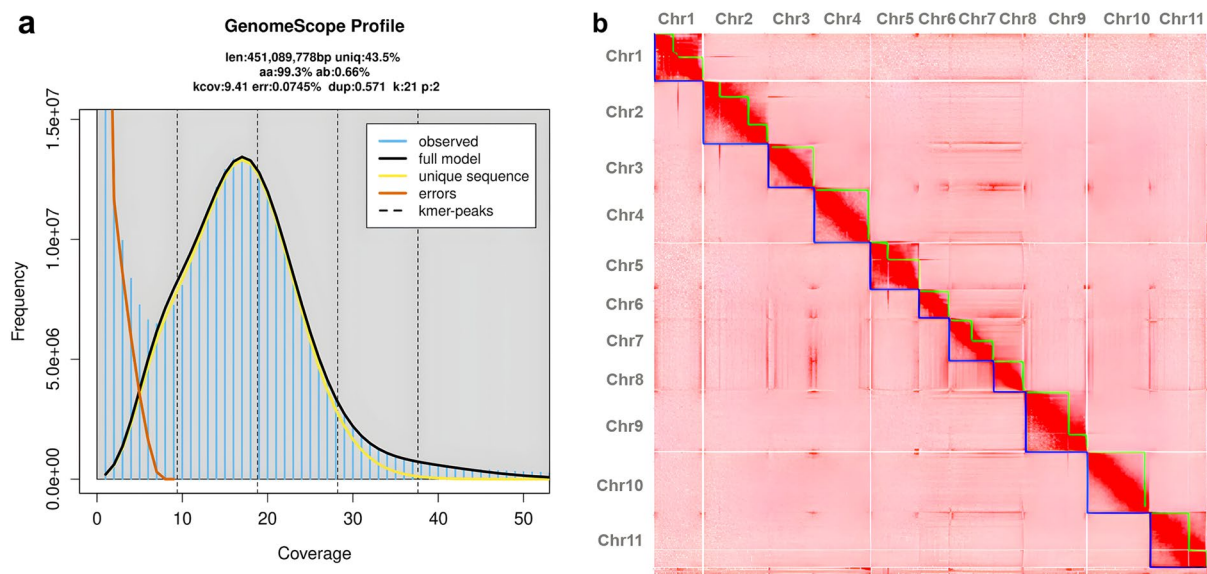 a
GenomeScope Profile
len:451,089,778bp uniq:43.5%
aa:99.3% ab:0.66%
kcov:9.41 err:0.0745% dup:0.571 k:21 p:2
Frequency
1.5e+07
1.0e+07
5.0e+06
0.0e+00
observed
full model
unique sequence
errors
kmer-peaks
0 10 20 30 40 50
Coverage
b
Chr1 Chr2 Chr3 Chr4 Chr5 Chr6 Chr7 Chr8 Chr9 Chr10 Chr11
Chr1
Chr2
Chr3
Chr4
Chr5
Chr6
Chr7
Chr8
Chr9
Chr10
Chr11